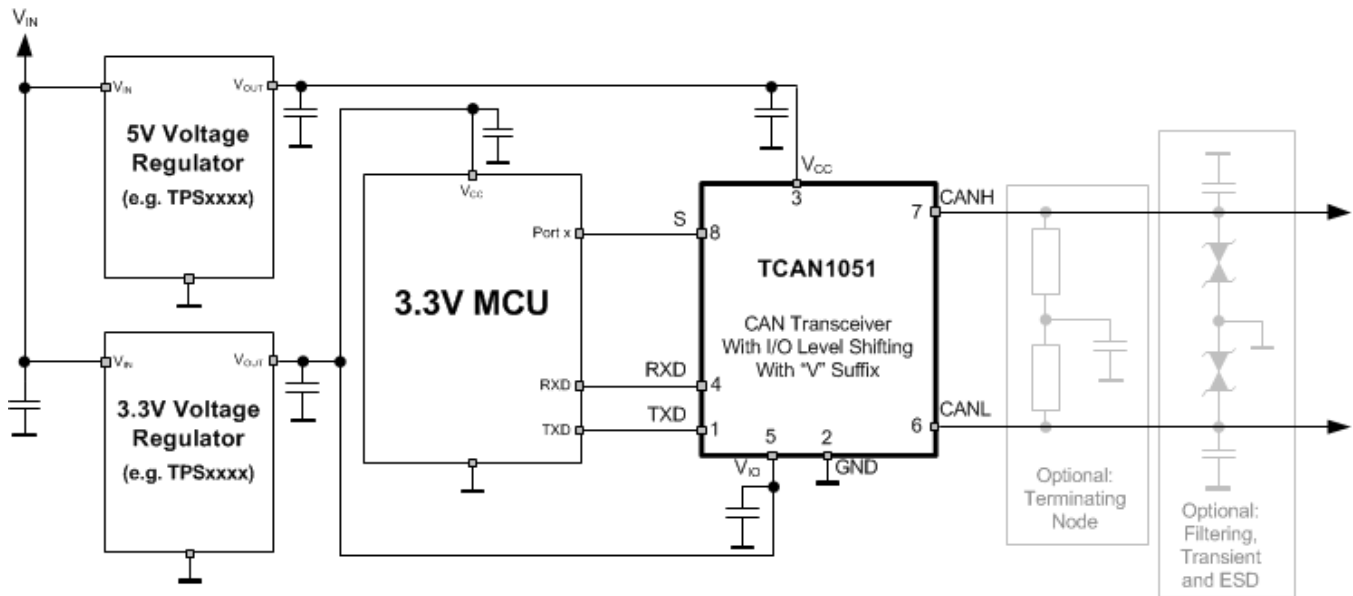 VIN
VIN
VOUT
5V Voltage
Regulator
(e.g. TPSxxxx)
VIN
VOUT
3.3V Voltage
Regulator
(e.g. TPSxxxx)
VCC
Port x
3.3V MCU
RXD
TXD
S
RXD
TXD
VCC
3
8
TCAN1051
CAN Transceiver
With I/O Level Shifting
With "V" Suffix
4
1
5
2
VIO
GND
7
CANH
6
CANL
Optional:
Terminating
Node
Optional:
Filtering,
Transient
and ESD